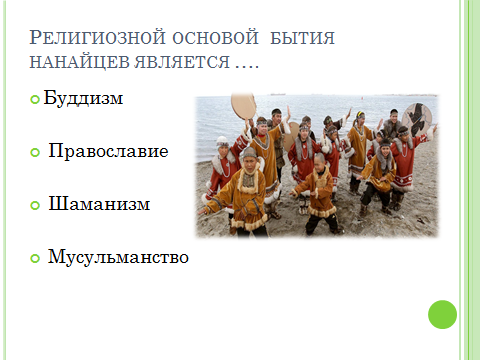 Религиозной основой бытия
нанайцев является ….
Буддизм
Православие
Шаманизм
Мусульманство